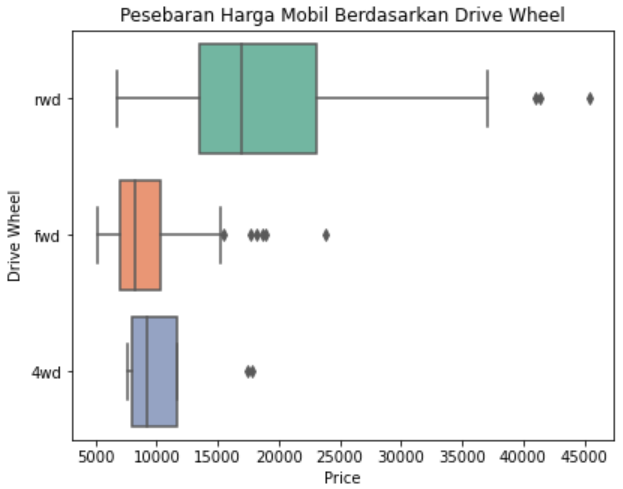 Pesebaran Harga Mobil Berdasarkan Drive Wheel
Drive Wheel
rwd
fwd
4wd
5000 10000 15000 20000 25000 30000 35000 40000 45000
Price